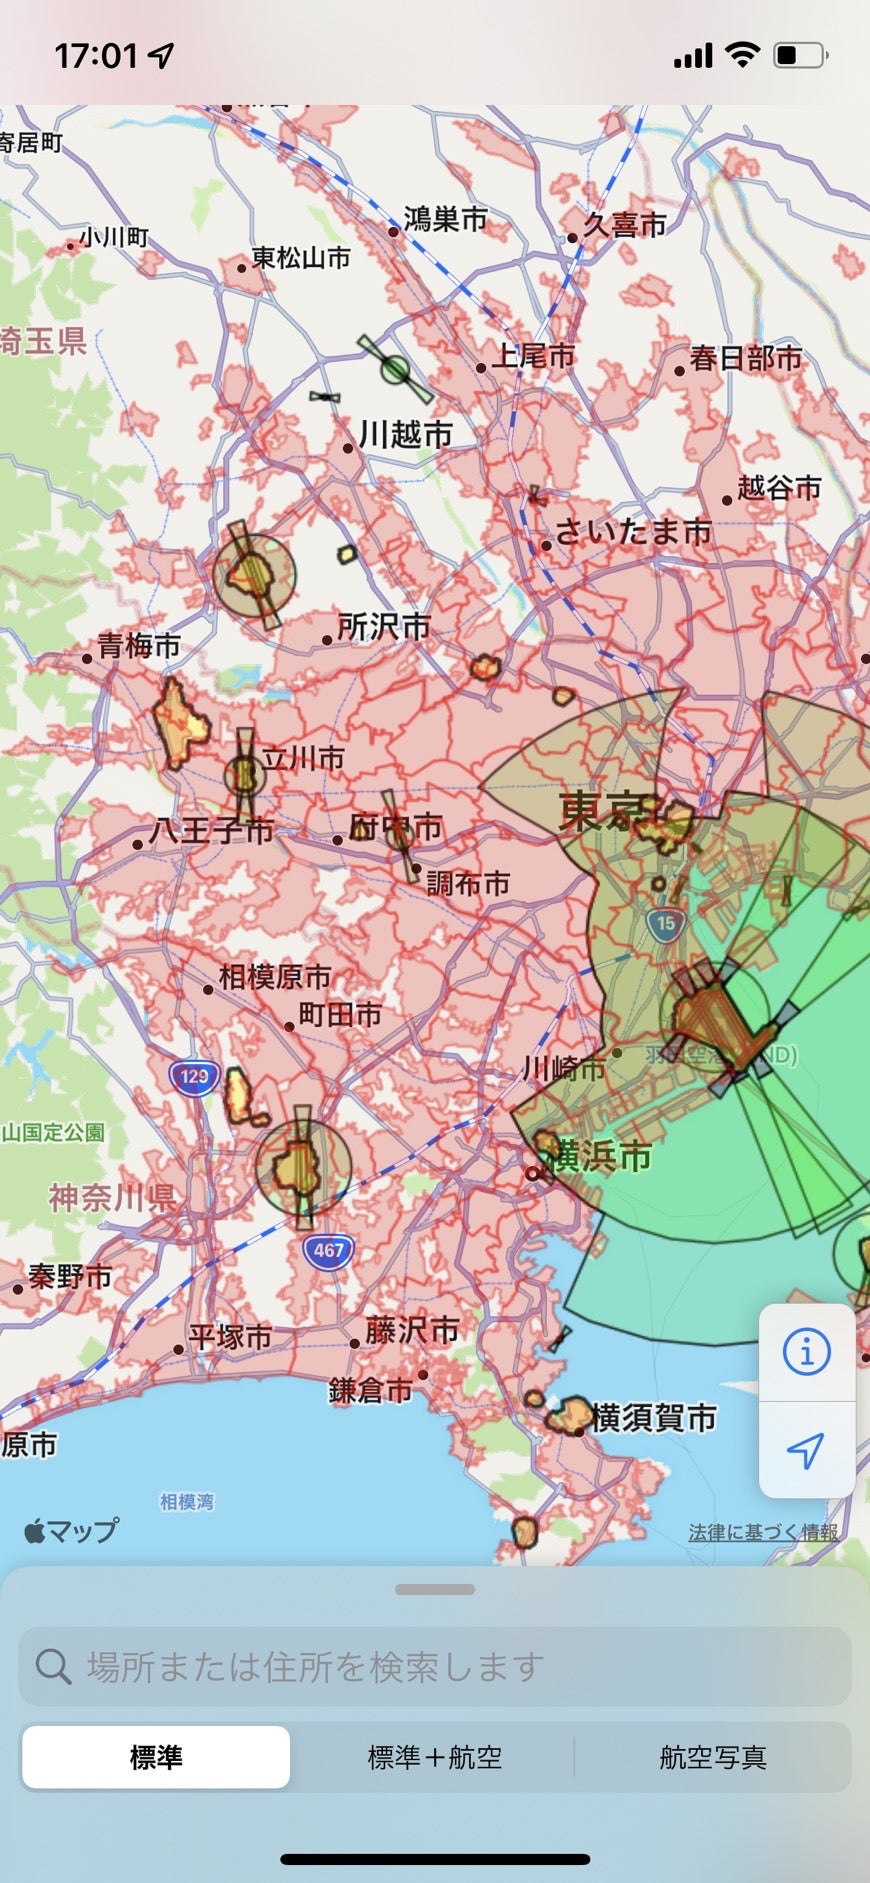 17:01
寄居町
鴻巣市
久喜市
小川町
東松山市
埼玉県
上尾市
春日部市
川越市
越谷市
さいたま市
所沢市
青梅市
立川市
東京
府中市
八王子市
調布市
15
相模原市
町田市
川崎市
129
山国定公園
横浜市
神奈川県
467
秦野市
平塚市
藤沢市
鎌倉市
横須賀市
原市
相模湾
マップ
法律に基づく情報
場所または住所を検索します
標準
標準+航空
航空写真